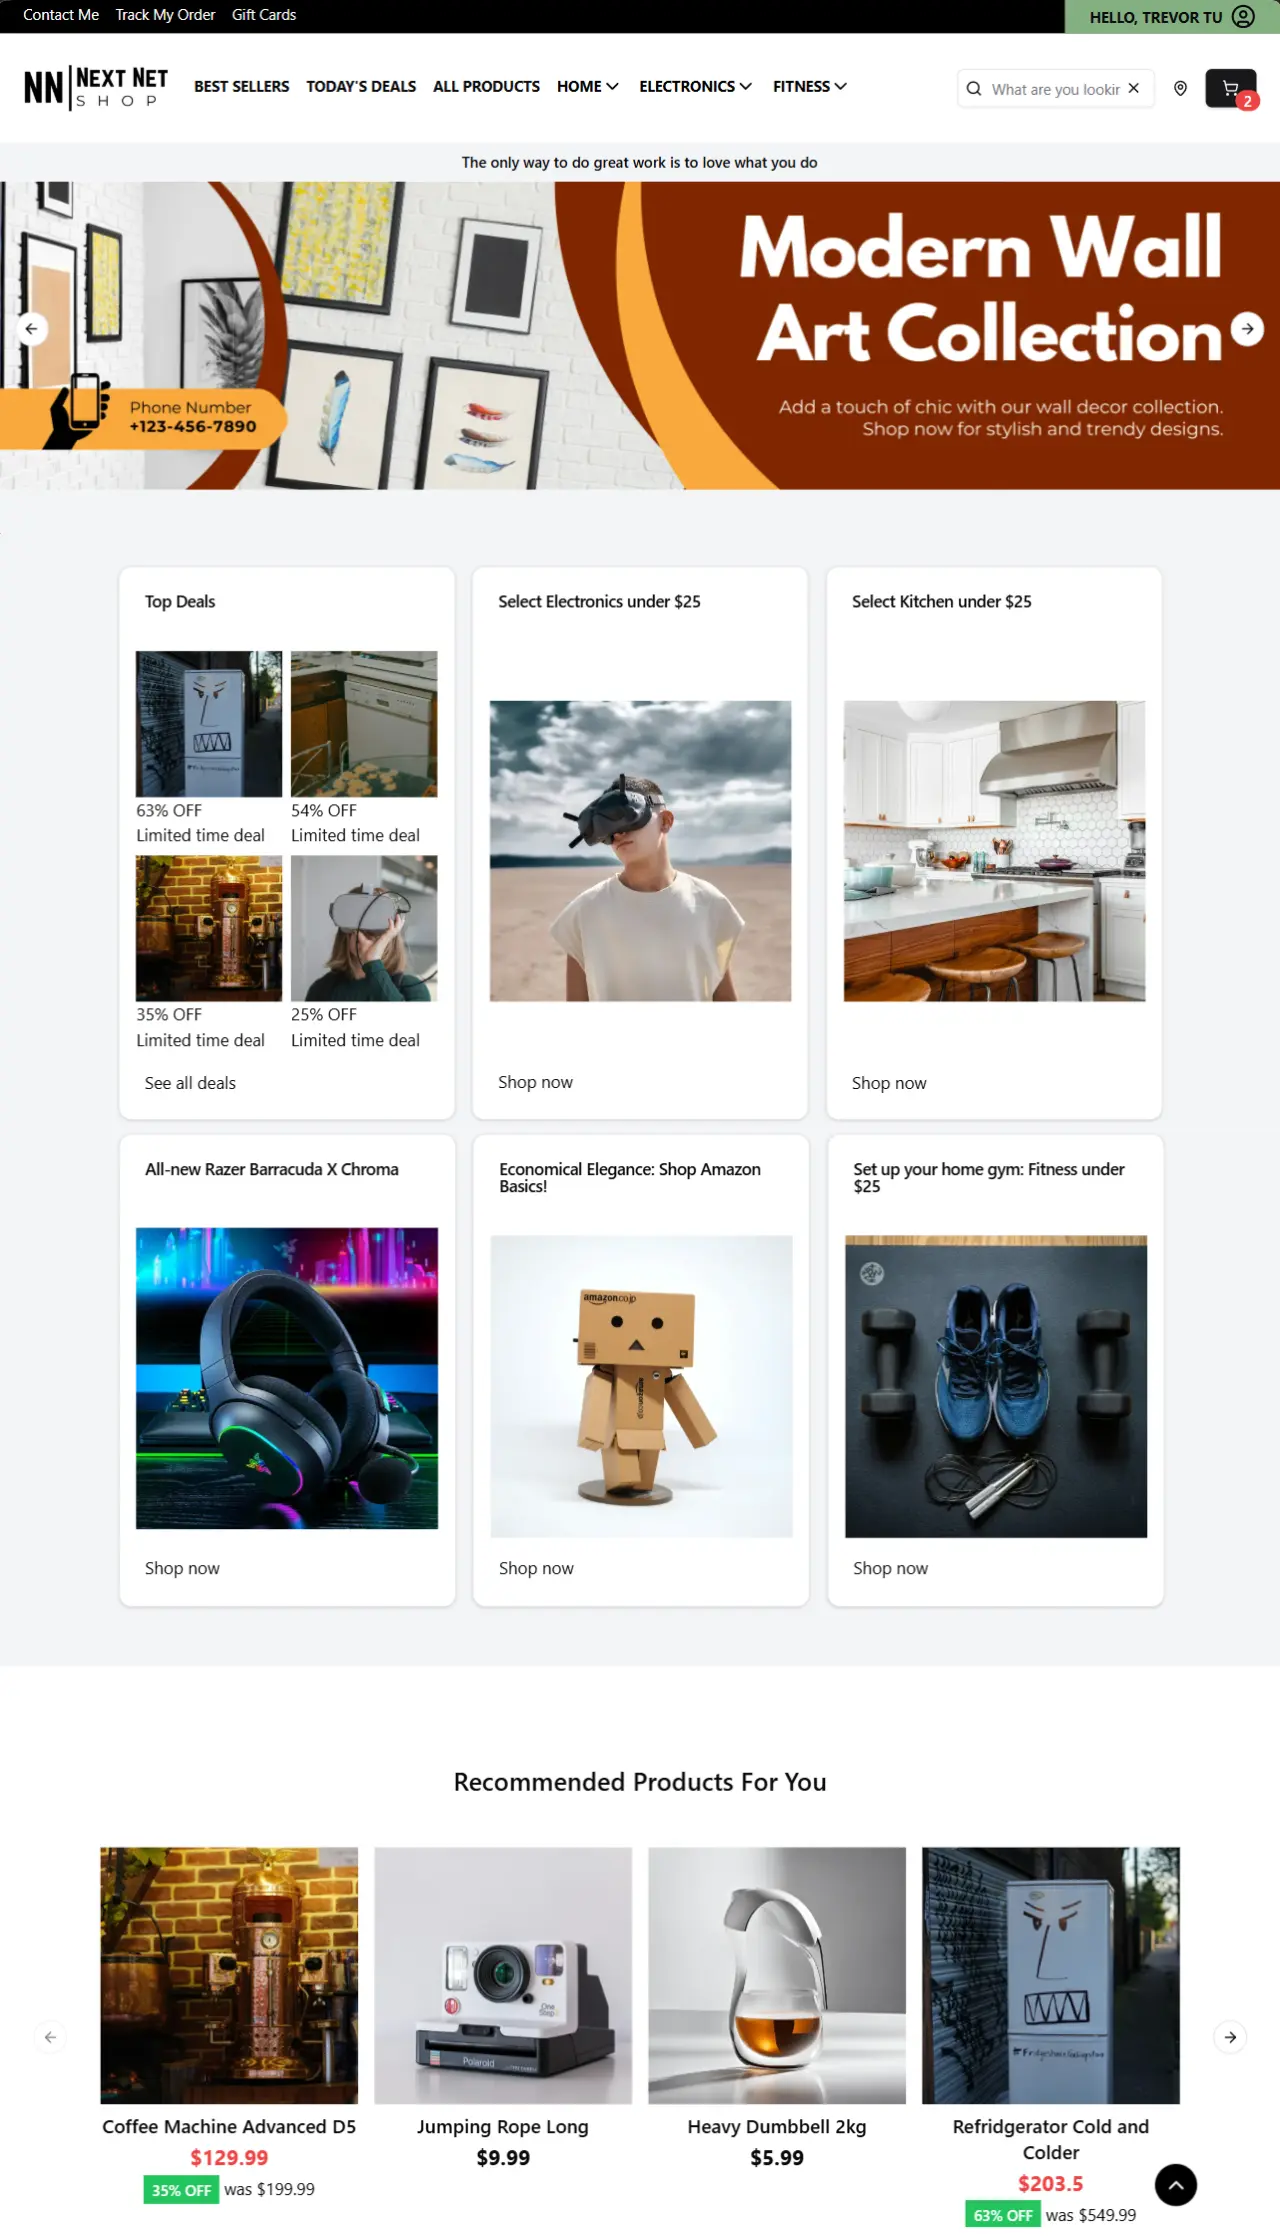 Contact Me Track My Order Gift Cards
HELLO, TREVOR TU
NN NEXT NET
SHOP
BEST SELLERS TODAY'S DEALS ALL PRODUCTS HOME ELECTRONICS FITNESS
What are you lookir
2
The only way to do great work is to love what you do
Modern Wall
Art Collection
Add a touch of chic with our wall decor collection.
Shop now for stylish and trendy designs.
Phone Number
+123-456-7890
Top Deals
63% OFF
Limited time deal
54% OFF
Limited time deal
35% OFF
Limited time deal
25% OFF
Limited time deal
See all deals
Select Electronics under $25
Shop now
Select Kitchen under $25
Shop now
All-new Razer Barracuda X Chroma
Shop now
Economical Elegance: Shop Amazon
Basics!
amazon.co.jp
Shop now
Set up your home gym: Fitness under
$25
Shop now
Recommended Products For You
Coffee Machine Advanced D5
$129.99
35% OFF was $199.99
One
Step
Polaroid
Jumping Rope Long
$9.99
Heavy Dumbbell 2kg
$5.99
Refridgerator Cold and
Colder
$203.5
63% OFF was $549.99